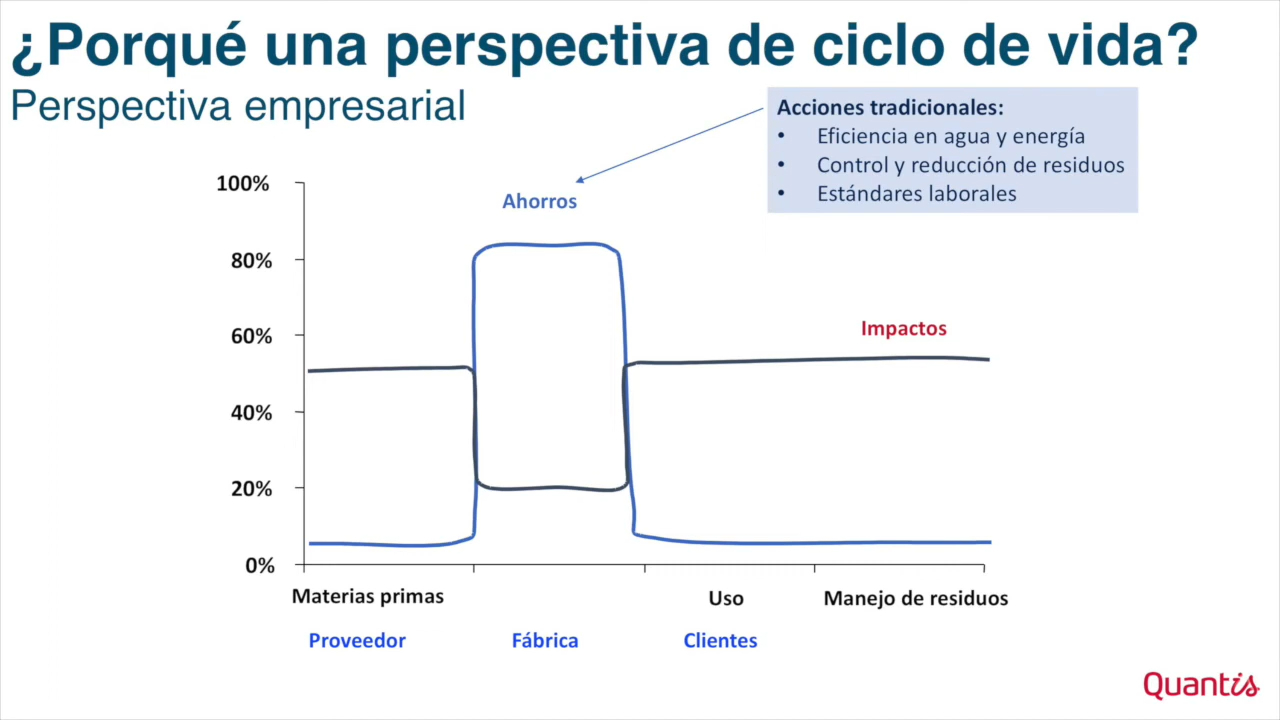 ¿Porqué una perspectiva de ciclo de vida?
Perspectiva empresarial
Acciones tradicionales:
• Eficiencia en agua y energía
• Control y reducción de residuos
• Estándares laborales
100%
Ahorros
80%
60%
Impactos
40%
20%
0%
Materias primas
Uso
Manejo de residuos
Proveedor
Fábrica
Clientes
Quantis